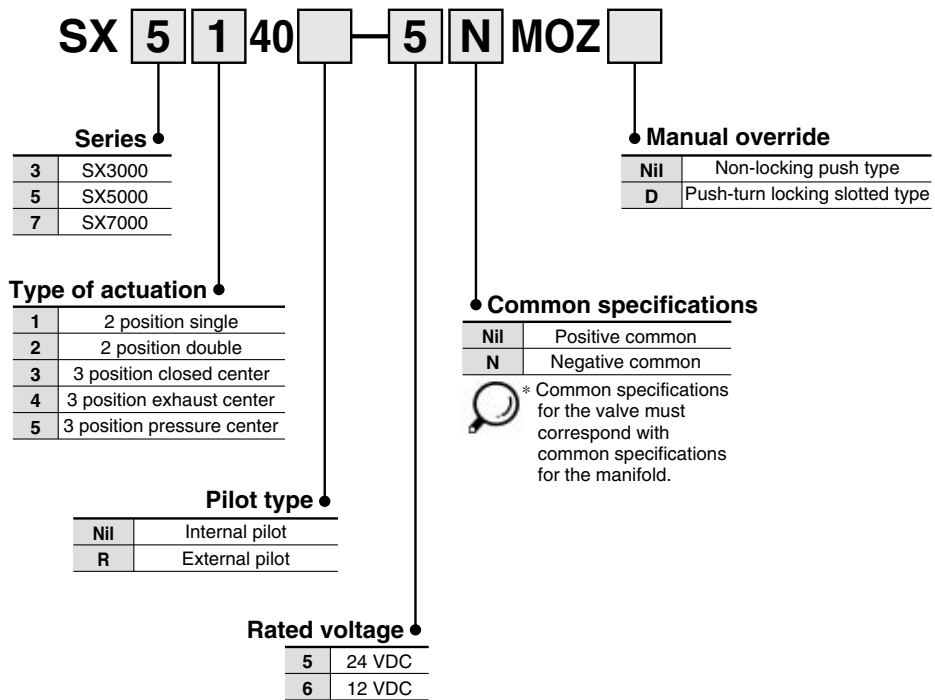 SX 5 1 40 — 5 N MOZ
Series
3 SX3000
5 SX5000
7 SX7000
Manual override
Nil Non-locking push type
D Push-turn locking slotted type
Type of actuation
1 2 position single
2 2 position double
3 3 position closed center
4 3 position exhaust center
5 3 position pressure center
Common specifications
Nil Positive common
N Negative common
* Common specifications
for the valve must
correspond with
common specifications
for the manifold.
Pilot type
Nil Internal pilot
R External pilot
Rated voltage
5 24 VDC
6 12 VDC